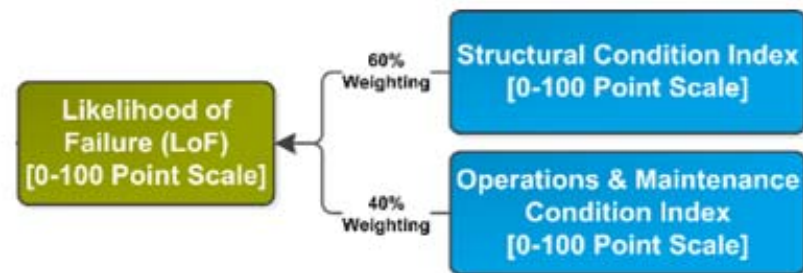 Likelihood of
Failure (LoF)
[0-100 Point Scale]
60%
Weighting
Structural Condition Index
[0-100 Point Scale]
40%
Weighting
Operations & Maintenance
Condition Index
[0-100 Point Scale]